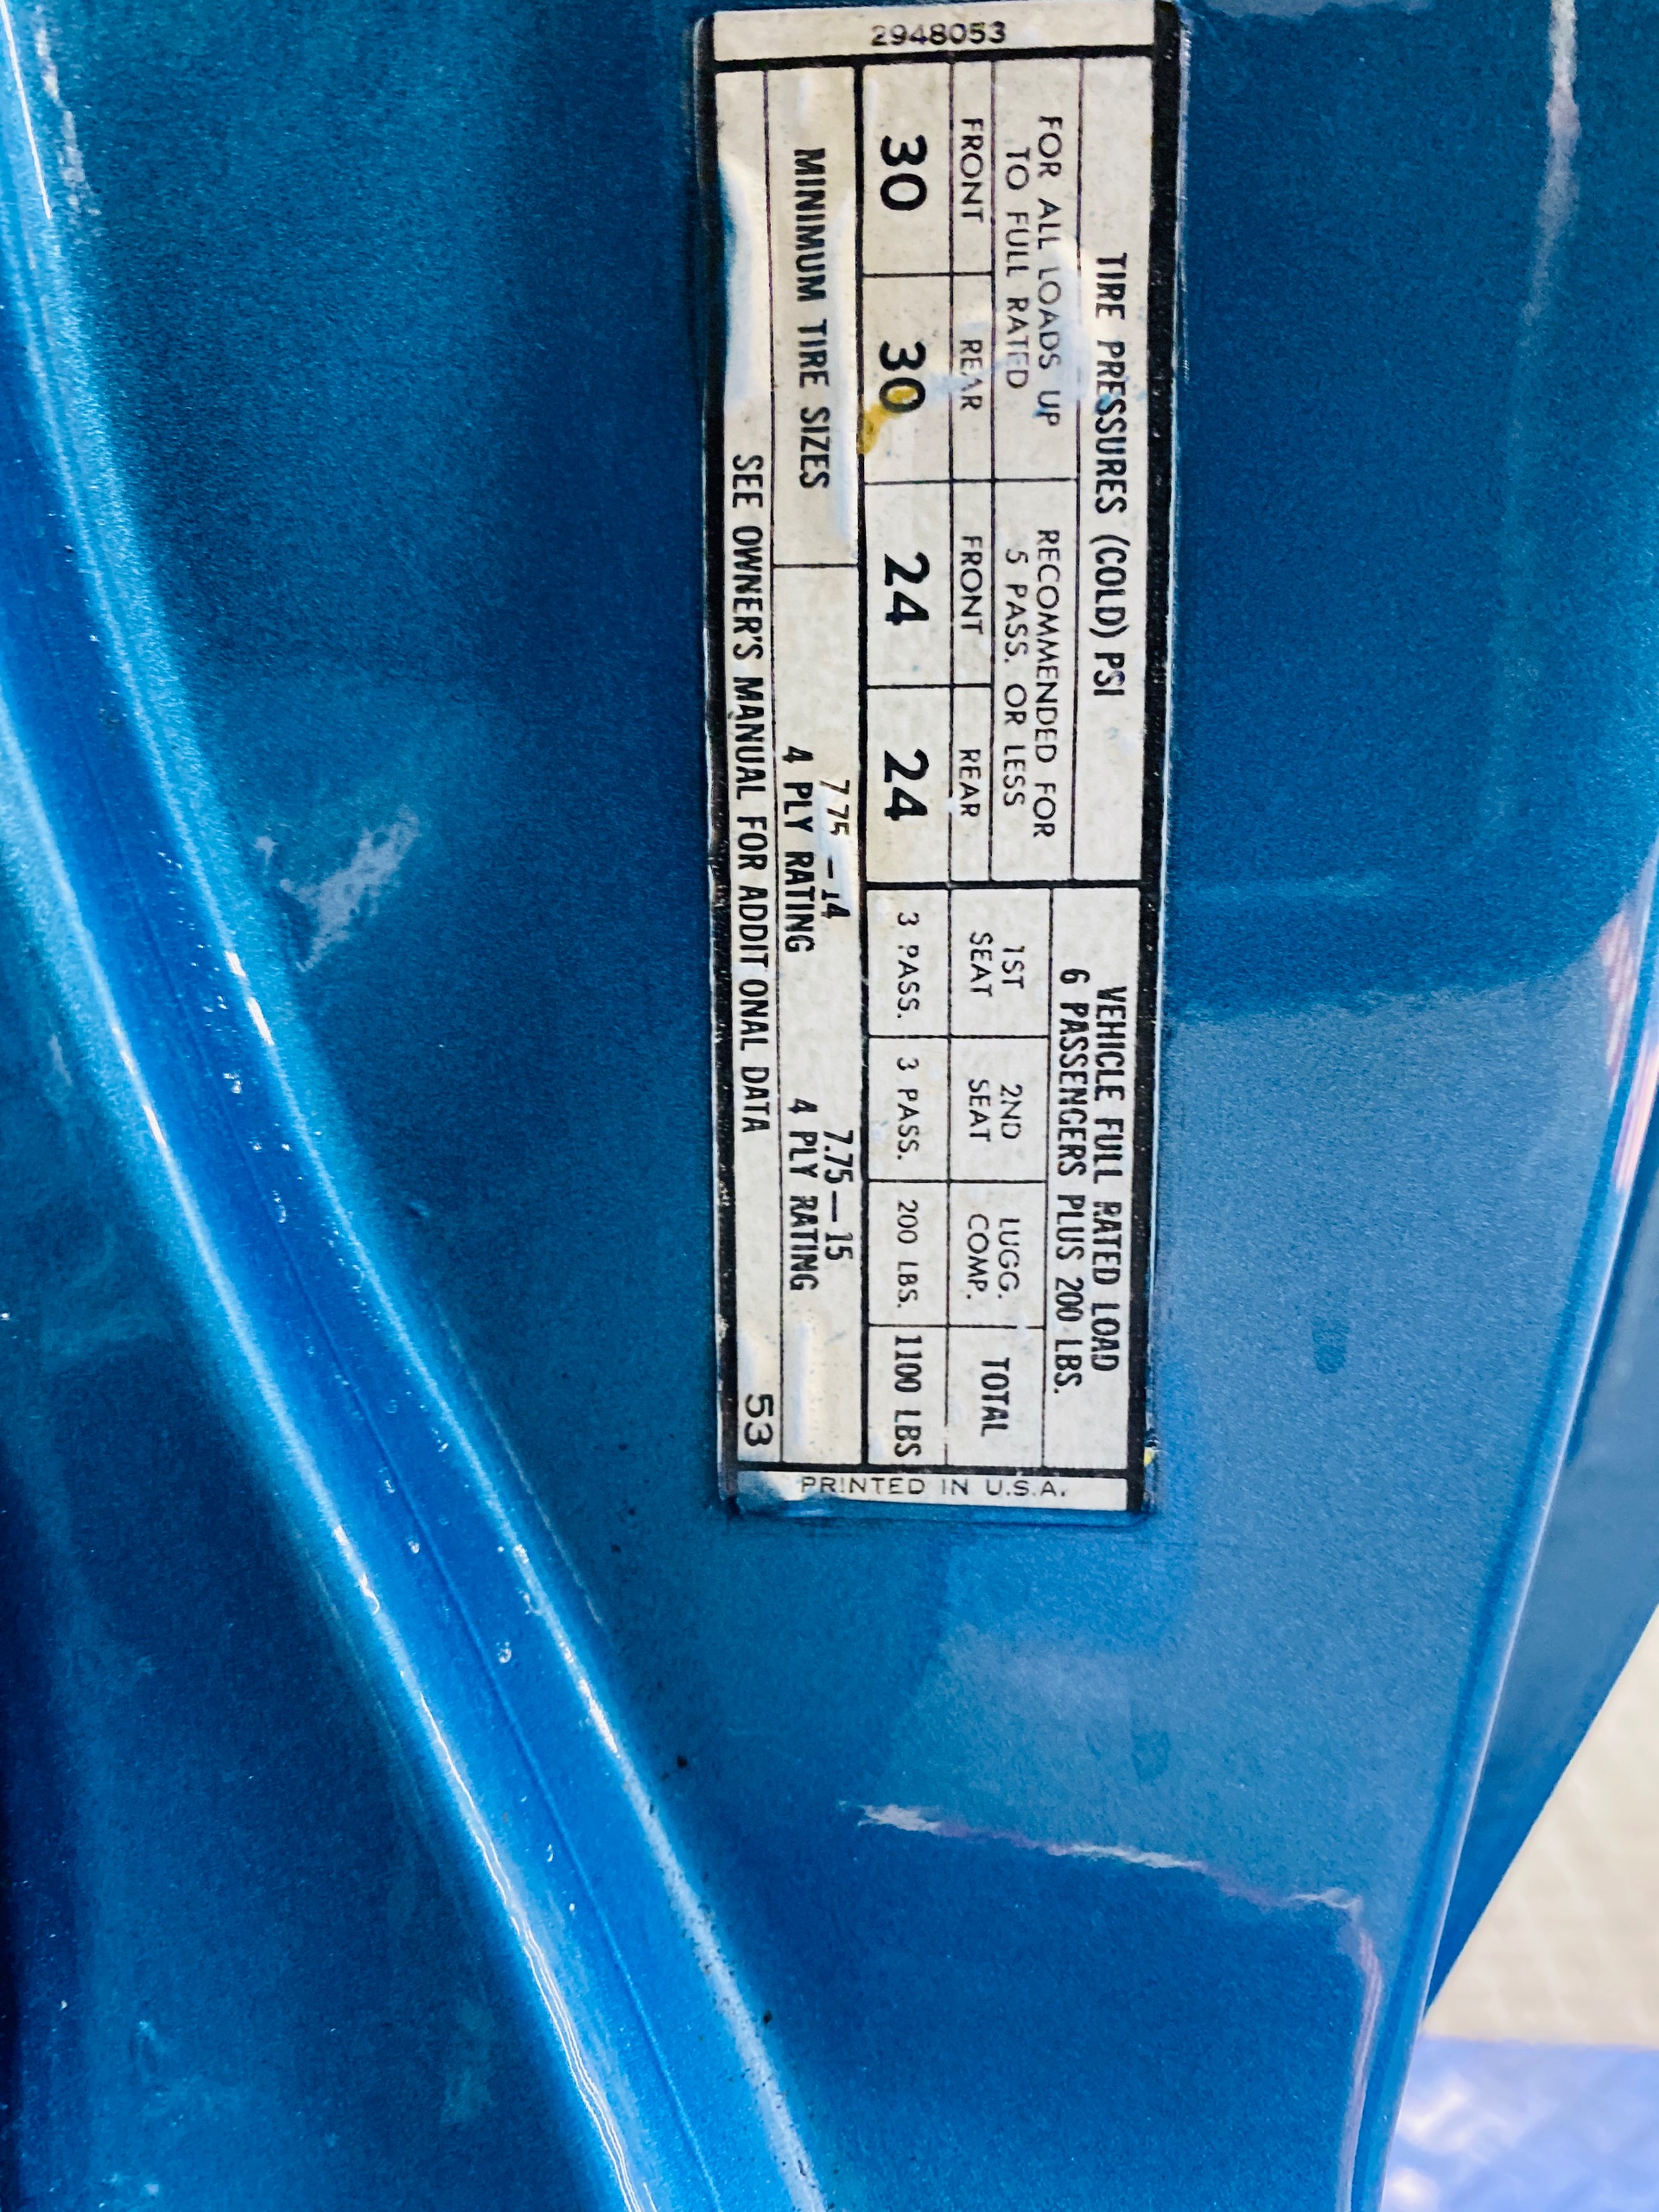 2948053
TIRE PRESSURES (COLD) PSI
FOR ALL LOADS UP
TO FULL RATED
RECOMMENDED FOR
5 PASS. OR LESS
FRONT REAR FRONT REAR
30 30 24 24
VEHICLE FULL RATED LOAD
6 PASSENGERS PLUS 200 LBS.
1ST
SEAT
2ND
SEAT
LUGG.
COMP.
TOTAL
3 PASS. 3 PASS. 200 LBS. 1100 LBS
MINIMUM TIRE SIZES
7.75-14
4 PLY RATING
7.75-15
4 PLY RATING
SEE OWNER'S MANUAL FOR ADDIT ONAL DATA
53
PRINTED IN U.S.A.